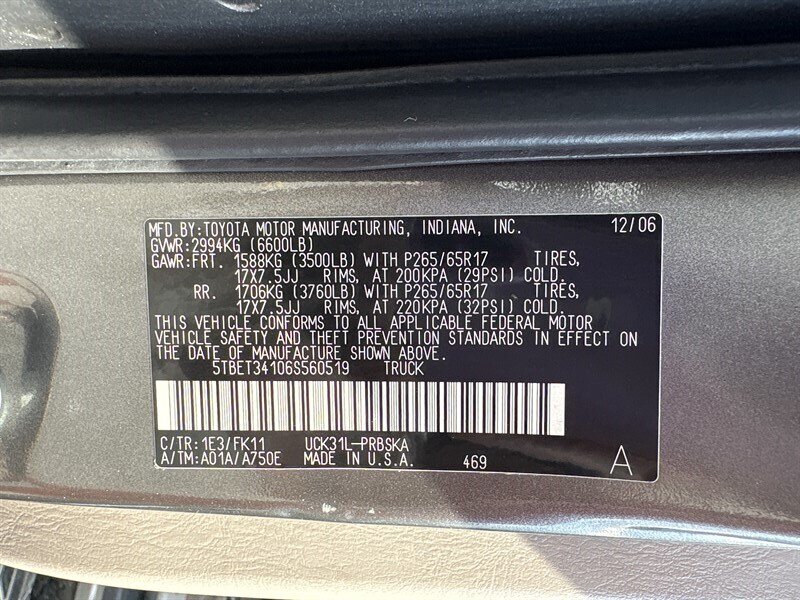 MFD.BY:TOYOTA MOTOR MANUFACTURING, INDIANA, INC. 12/06
GVWR:2994KG (6600LB)
GAWR:FRT. 1588KG (3500LB) WITH P265/65R17 TIRES,
17X7.5JJ RIMS, AT 200KPA (29PSI) COLD.
RR. 1706KG (3760LB) WITH P265/65R17 TIRES,
17X7.5JJ RIMS, AT 220KPA (32PSI) COLD.
THIS VEHICLE CONFORMS TO ALL APPLICABLE FEDERAL MOTOR
VEHICLE SAFETY AND THEFT PREVENTION STANDARDS IN EFFECT ON
THE DATE OF MANUFACTURE SHOWN ABOVE.
5TBET34106S560519 TRUCK
C/TR:1E3/FK11 UCK31L-PRBSKA
A/TM:A01A/A750E MADE IN U.S.A. 469 A